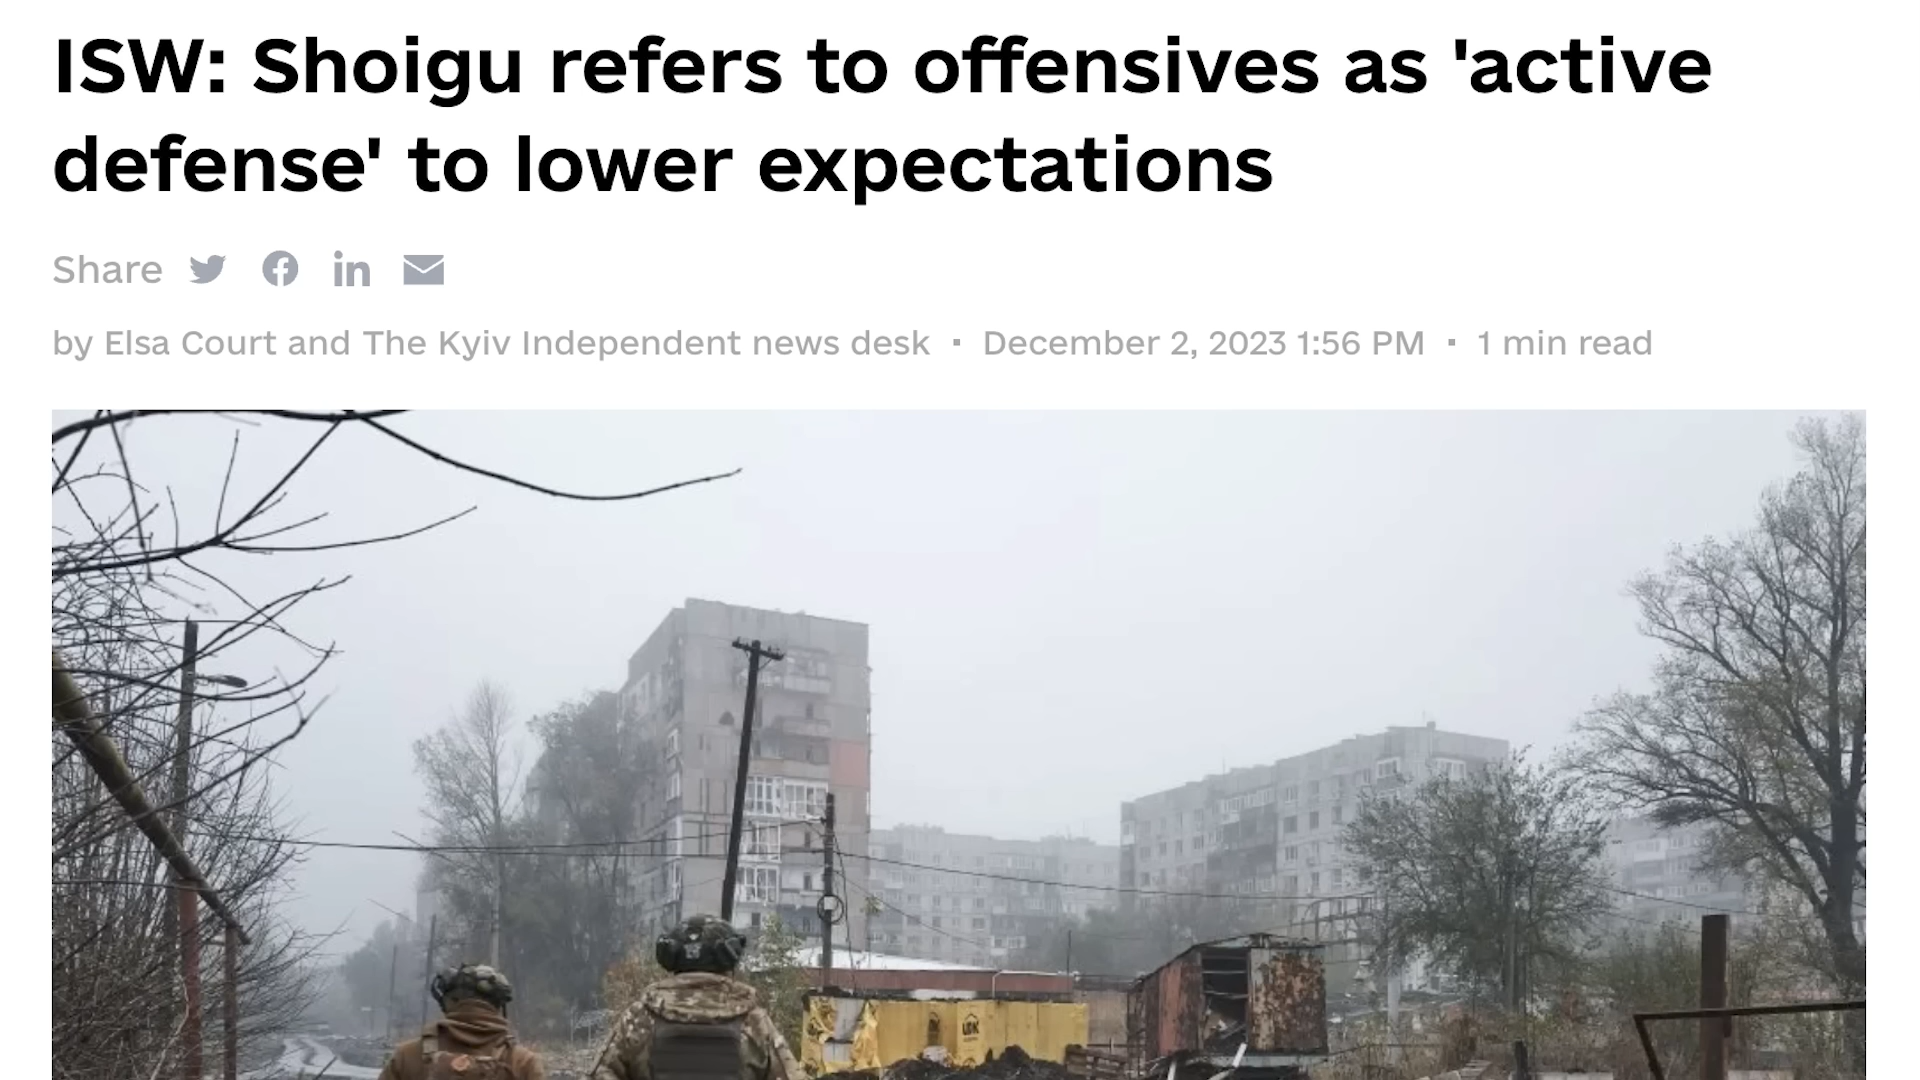 ISW: Shoigu refers to offensives as 'active
defense' to lower expectations
Share
by Elsa Court and The Kyiv Independent news desk ▪ December 2, 2023 1:56 PM ▪ 1 min read